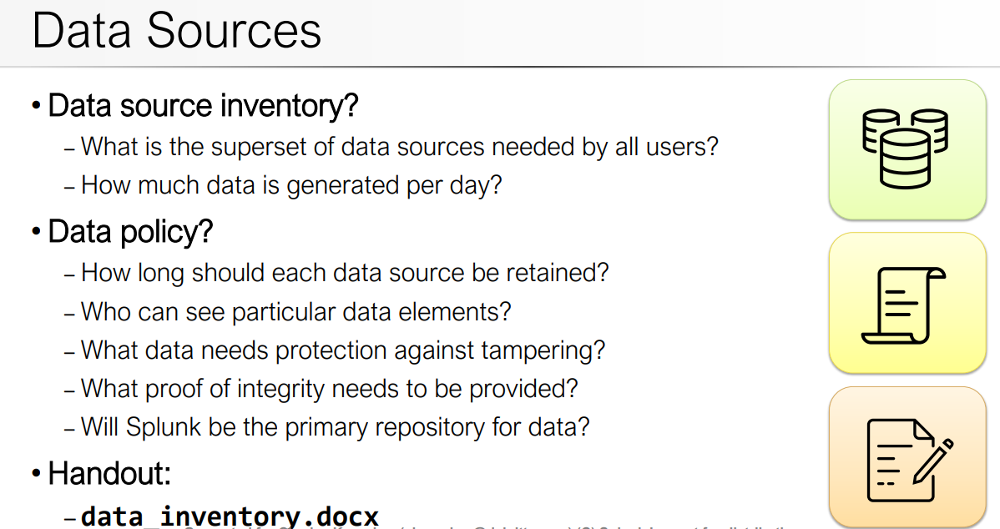 Data Sources
• Data source inventory?
– What is the superset of data sources needed by all users?
– How much data is generated per day?
• Data policy?
– How long should each data source be retained?
– Who can see particular data elements?
– What data needs protection against tampering?
– What proof of integrity needs to be provided?
– Will Splunk be the primary repository for data?
• Handout:
– data_inventory.docx